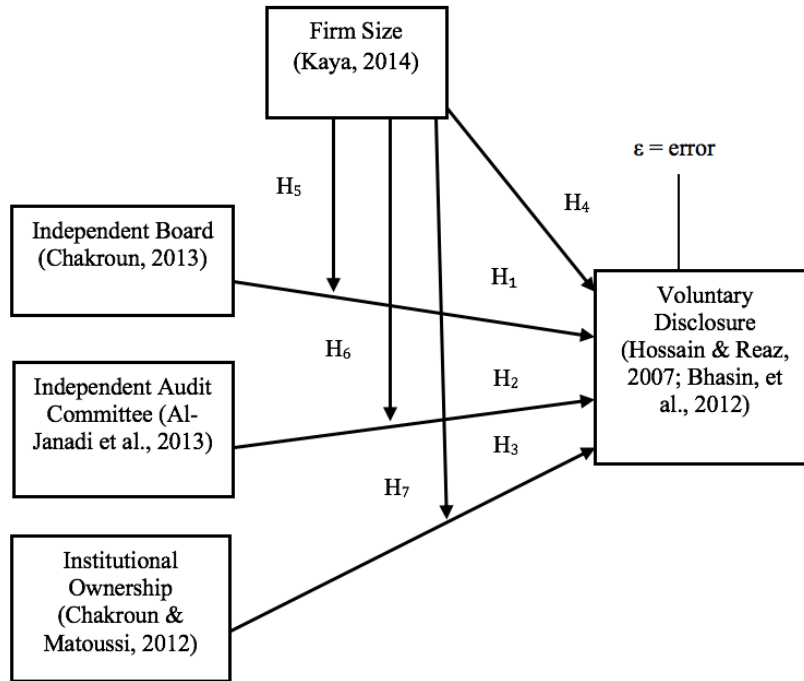 Firm Size
(Kaya, 2014)
ε = error
H₅
H₄
Independent Board
(Chakroun, 2013)
H₁
Voluntary
Disclosure
(Hossain & Reaz,
2007; Bhasin, et
al., 2012)
H₆
Independent Audit
Committee (Al-
Janadi et al., 2013)
H₂
H₃
H₇
Institutional
Ownership
(Chakroun &
Matoussi, 2012)